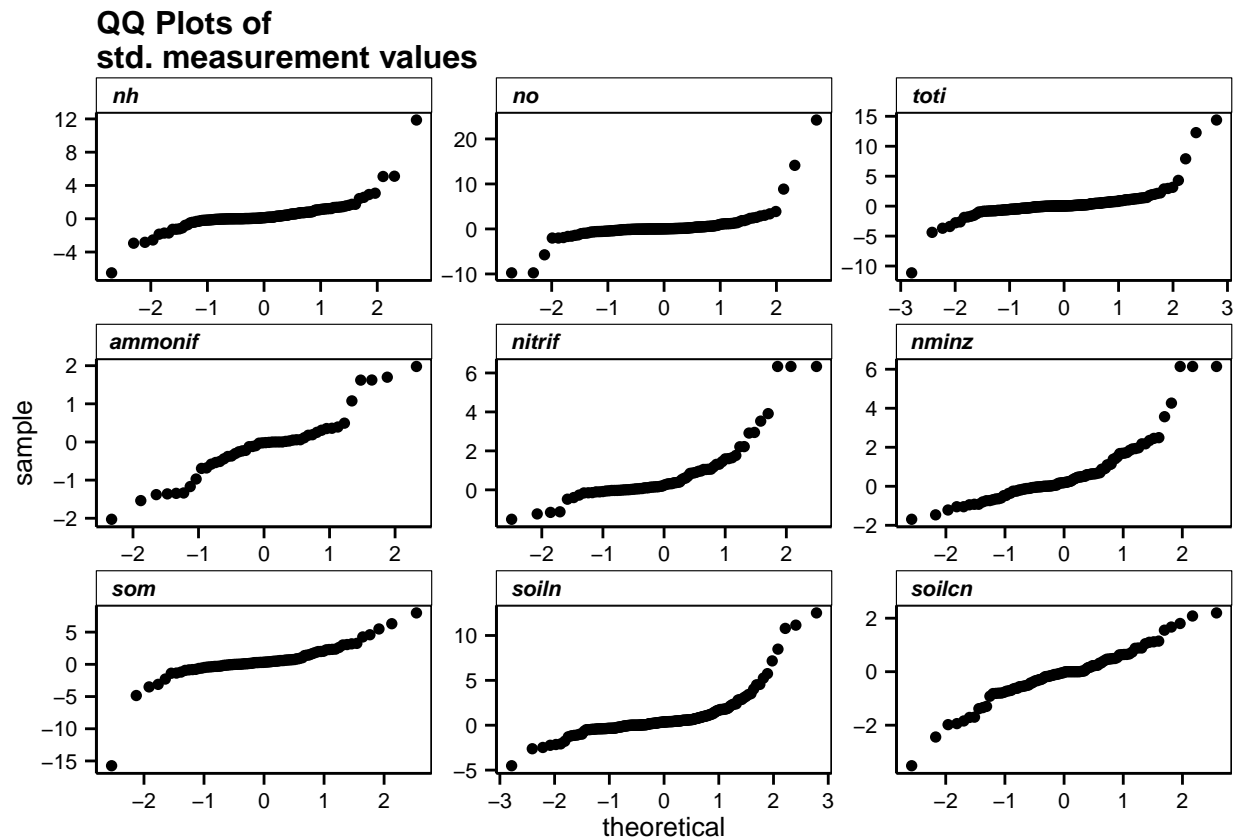 QQ Plots of
std. measurement values
nh
no
toti
12
8
4
0
−4
20
10
0
−10
15
10
5
0
−5
−10
−2 −1 0 1 2
−2 −1 0 1 2
−3 −2 −1 0 1 2 3
ammonif
nitrif
nminz
sample
2
1
0
−1
−2
6
4
2
0
6
4
2
0
−2
−2 −1 0 1 2
−2 −1 0 1 2
−2 −1 0 1 2
som
soiln
soilcn
5
0
−5
−10
−15
10
5
0
−5
2
0
−2
−2 −1 0 1 2
−3 −2 −1 0 1 2 3
−2 −1 0 1 2
theoretical